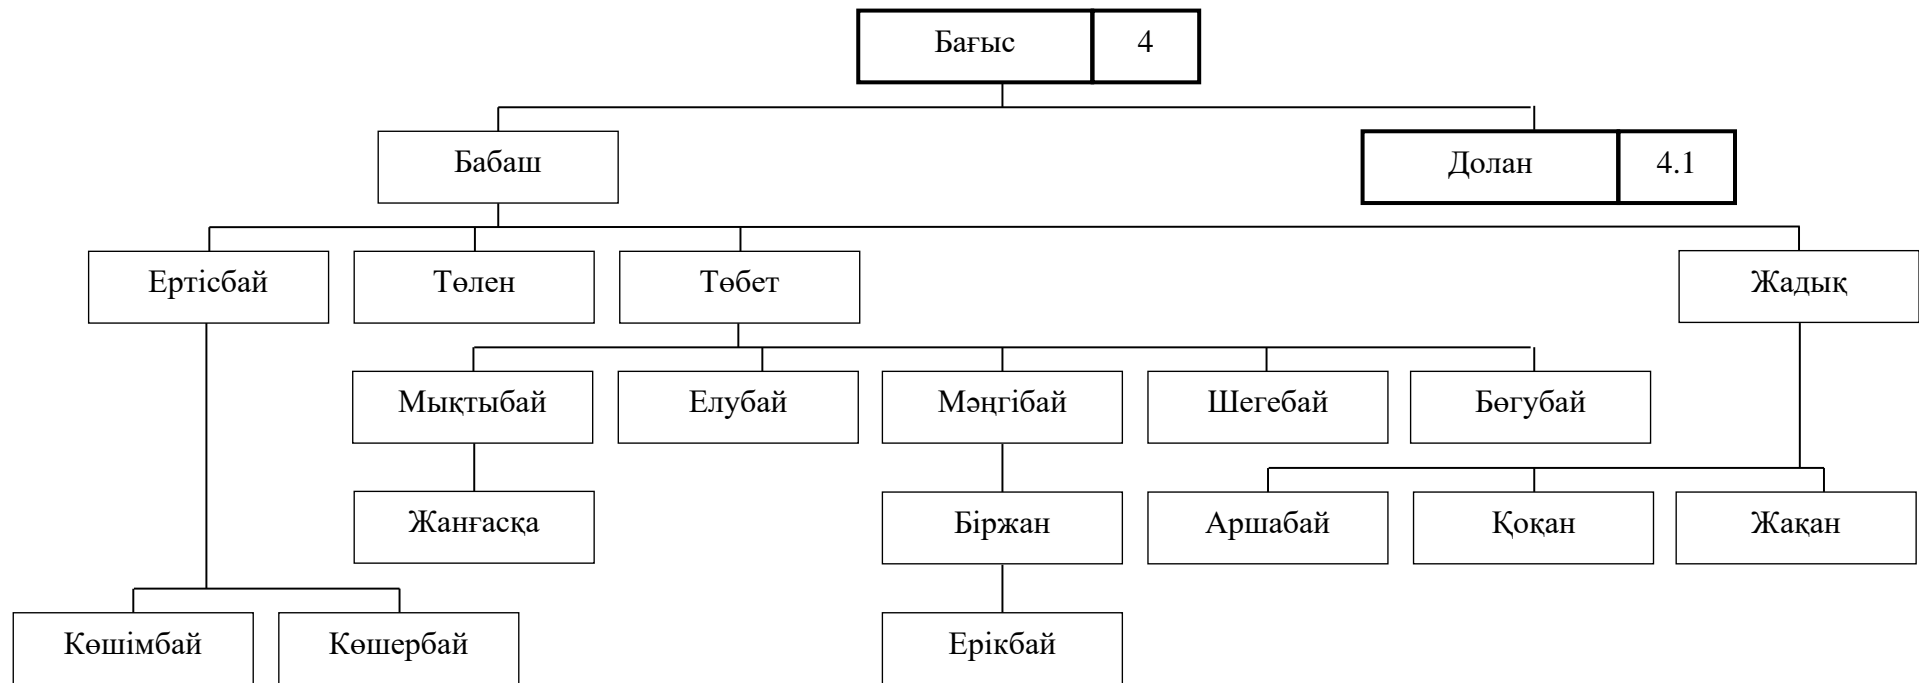 Бағыс 4
Бабаш
Долан 4.1
Ертісбай
Төлен
Төбет
Жадық
Мықтыбай
Елубай
Мәңгібай
Шегебай
Бөгубай
Жанғасқа
Біржан
Аршабай
Қоқан
Жақан
Көшімбай
Көшербай
Ерікбай